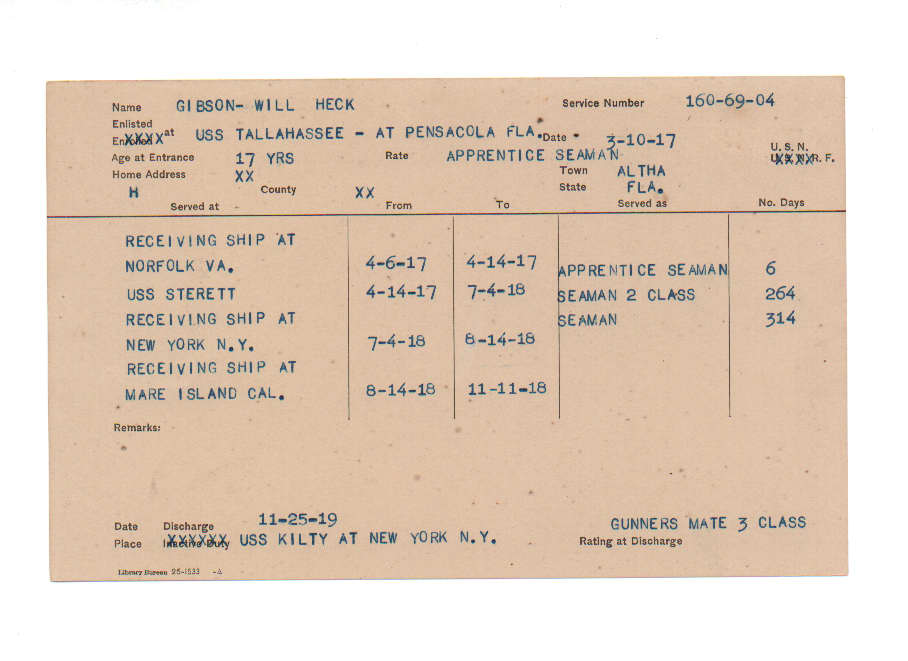 Name GIBSON- WILL HECK Service Number 160-69-04
Enlisted
Enrolled XXXX at USS TALLAHASSEE - AT PENSACOLA FLA. Date 3-10-17
Age at Entrance 17 YRS Rate APPRENTICE SEAMAN U. S. N.
U.S.N.R.F. XXXX
Home Address XX Town ALTHA
H County XX State FLA.
Served at From To Served as No. Days
RECEIVING SHIP AT
NORFOLK VA. 4-6-17 4-14-17 APPRENTICE SEAMAN 6
USS STERETT 4-14-17 7-4-18 SEAMAN 2 CLASS 264
RECEIVING SHIP AT SEAMAN 314
NEW YORK N.Y. 7-4-18 8-14-18
RECEIVING SHIP AT
MARE ISLAND CAL. 8-14-18 11-11-18
Remarks:
Date Discharge 11-25-19 GUNNERS MATE 3 CLASS
Place Inactive Duty XXXXXX USS KILTY AT NEW YORK N.Y. Rating at Discharge
Library Bureau 25-1533 -A